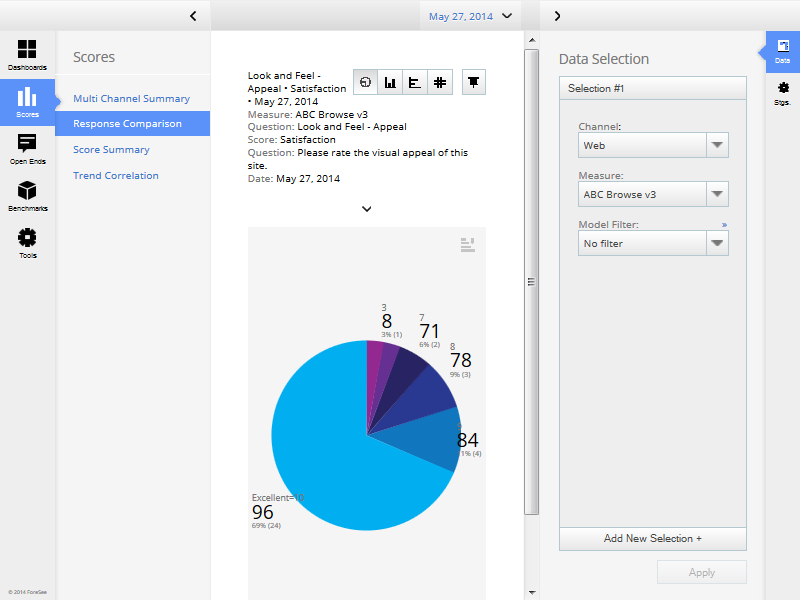 May 27, 2014
Dashboards
Scores
Open Ends
Benchmarks
Tools
© 2014 ForeSee
Scores
Multi Channel Summary
Response Comparison
Score Summary
Trend Correlation
Look and Feel -
Appeal • Satisfaction
• May 27, 2014
Measure: ABC Browse v3
Question: Look and Feel - Appeal
Score: Satisfaction
Question: Please rate the visual appeal of this
site.
Date: May 27, 2014
3
8
3% (1)
7
71
6% (2)
8
78
9% (3)
84
1% (4)
Excellent=10
96
69% (24)
Data Selection
Selection #1
Channel:
Web
Measure:
ABC Browse v3
Model Filter: »
No filter
Add New Selection +
Apply
Data
Stgs.